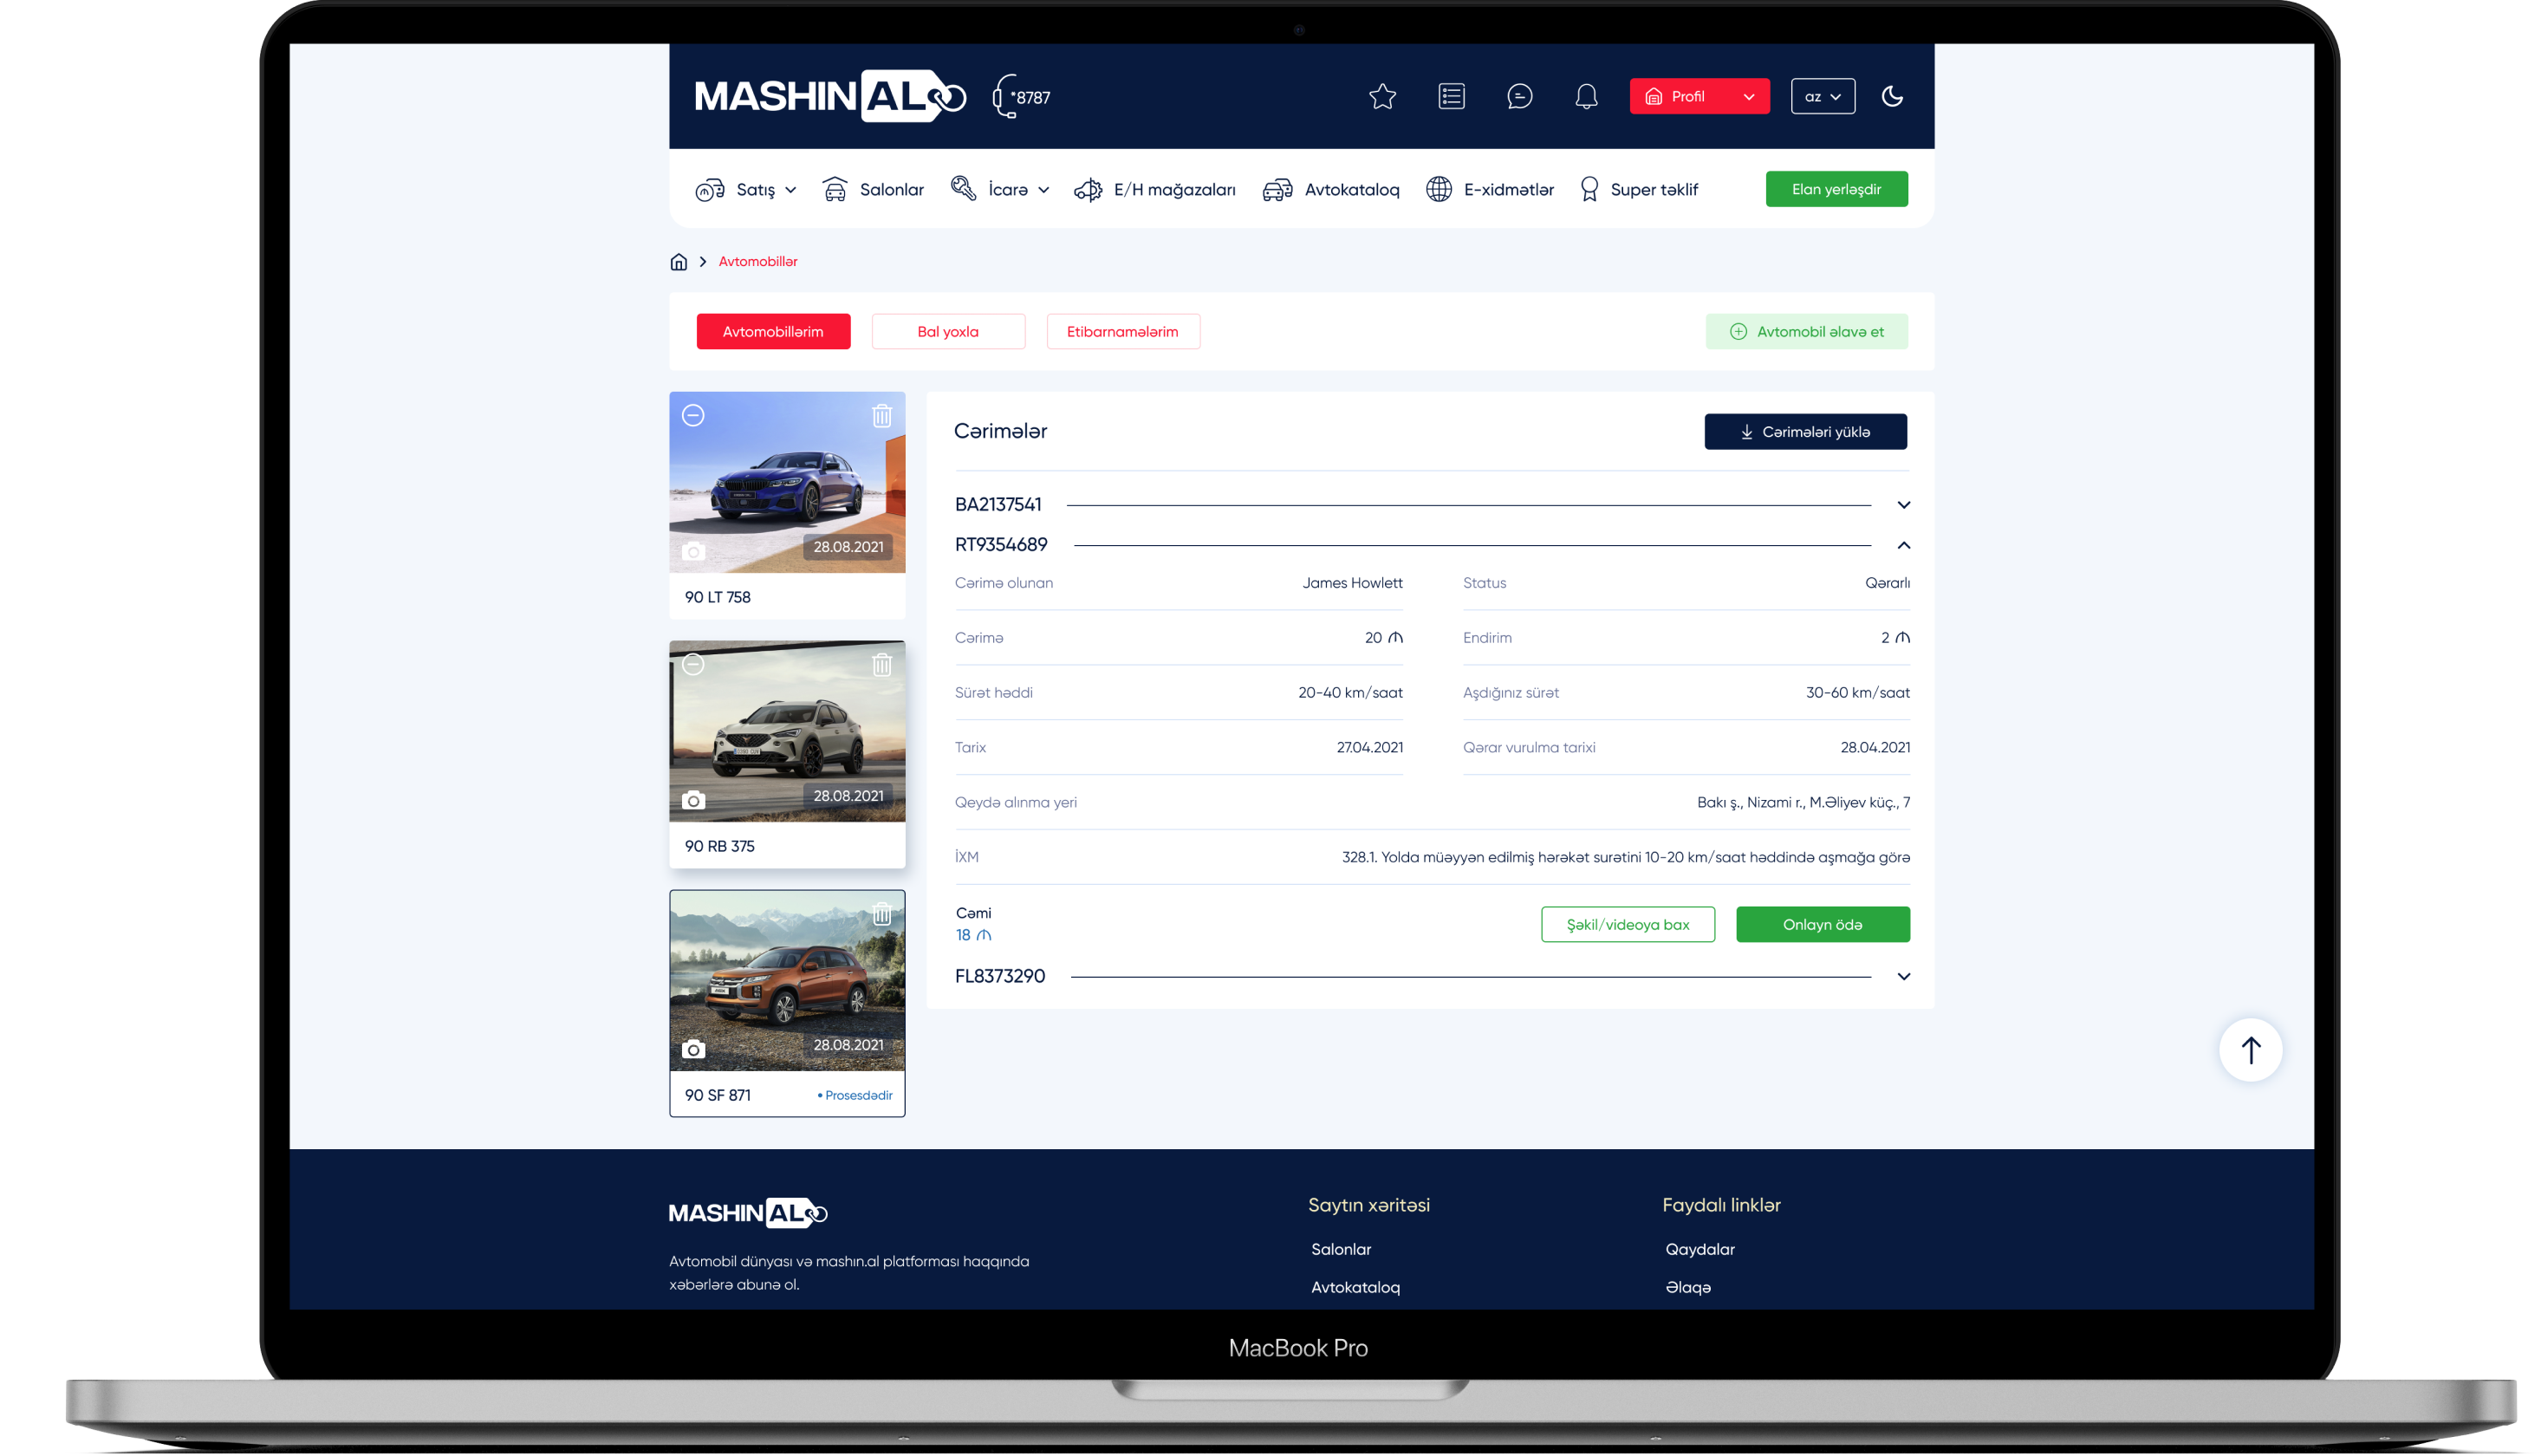 MASHIN AL
*8787
Profil
az
Satış
Salonlar
İcarə
E/H mağazaları
Avtokataloq
E-xidmətlər
Super təklif
Elan yerləşdir
Avtomobillər
Avtomobillərim
Bal yoxla
Etibarnamələrim
Avtomobil əlavə et
28.08.2021
90 LT 758
28.08.2021
90 RB 375
28.08.2021
90 SF 871
• Prosesdədir
Cərimələr
Cərimələri yüklə
BA2137541
RT9354689
Cərimə olunan James Howlett
Status Qərarlı
Cərimə 20 ₼
Endirim 2 ₼
Sürət həddi 20-40 km/saat
Aşdığınız sürət 30-60 km/saat
Tarix 27.04.2021
Qərar vurulma tarixi 28.04.2021
Qeydə alınma yeri Bakı ş., Nizami r., M.Əliyev küç., 7
İXM 328.1. Yolda müəyyən edilmiş hərəkət surətini 10-20 km/saat həddində aşmağa görə
Cəmi
18 ₼
Şəkil/videoya bax
Onlayn ödə
FL8373290
MASHIN AL
Avtomobil dünyası və mashın.al platforması haqqında
xəbərlərə abunə ol.
Saytın xəritəsi
Salonlar
Avtokataloq
Faydalı linklər
Qaydalar
Əlaqə
MacBook Pro